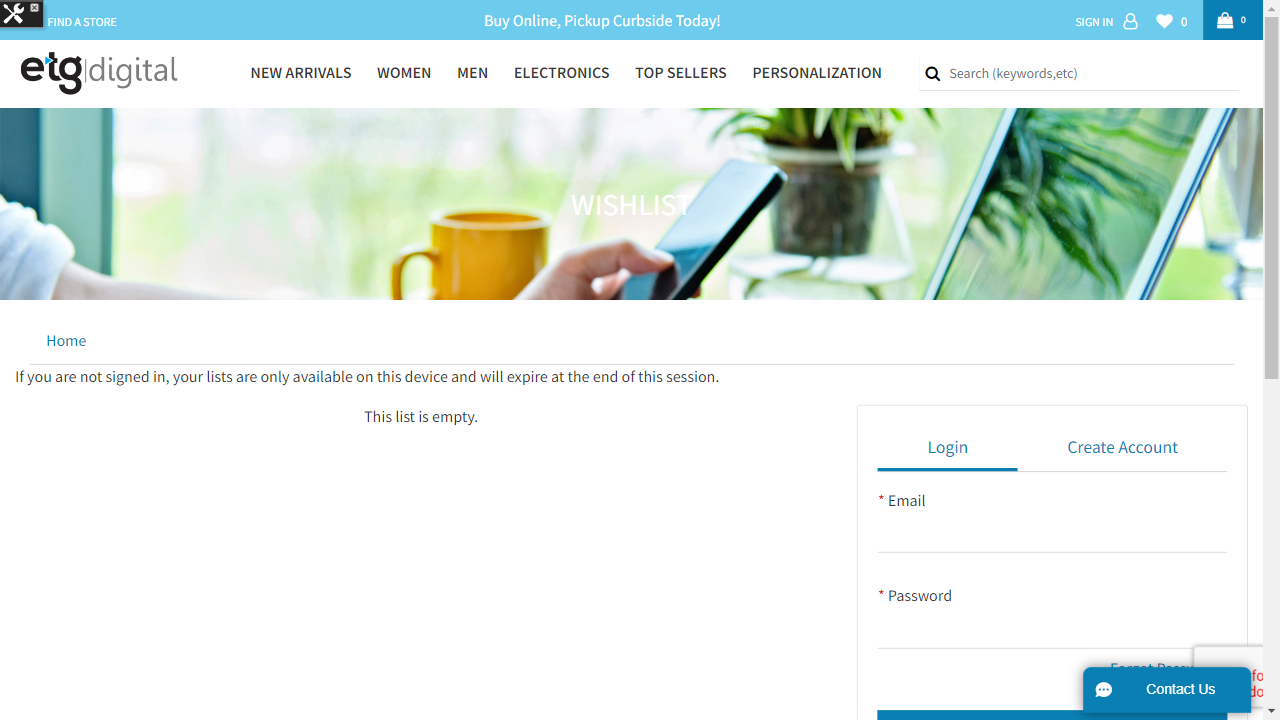 FIND A STORE
Buy Online, Pickup Curbside Today!
SIGN IN
0
0
etg|digital
NEW ARRIVALS
WOMEN
MEN
ELECTRONICS
TOP SELLERS
PERSONALIZATION
Search (keywords,etc)
WISHLIST
Home
If you are not signed in, your lists are only available on this device and will expire at the end of this session.
This list is empty.
Login
Create Account
* Email
* Password
Forgot
Contact Us